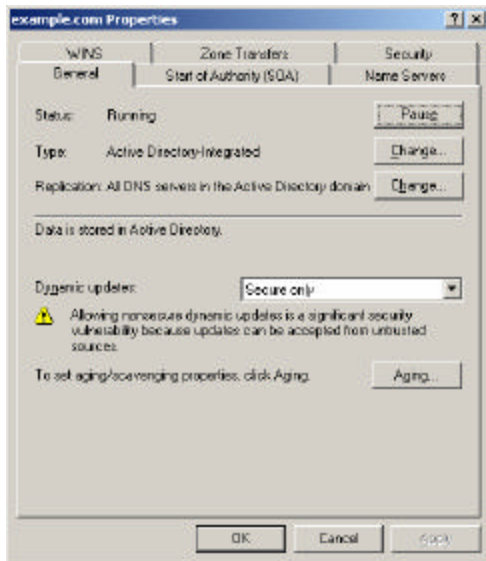 example.com Properties
WINS Zone Transfers Security
General Start of Authority (SOA) Name Servers
Status: Running Pause
Type: Active Directory-Integrated Change...
Replication: All DNS servers in the Active Directory domain Change...
Data is stored in Active Directory.
Dynamic updates: Secure only
Allowing nonsecure dynamic updates is a significant security
vulnerability because updates can be accepted from untrusted
sources.
To set aging/scavenging properties, click Aging. Aging...
OK Cancel Apply